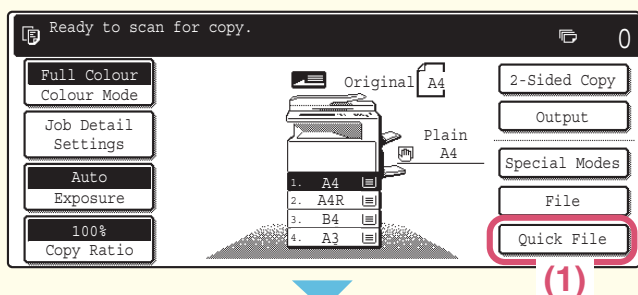 Ready to scan for copy.
0
Full Colour
Colour Mode
Job Detail
Settings
Auto
Exposure
100%
Copy Ratio
Original A4
Plain
A4
1. A4
2. A4R
3. B4
4. A3
2-Sided Copy
Output
Special Modes
File
Quick File
(1)